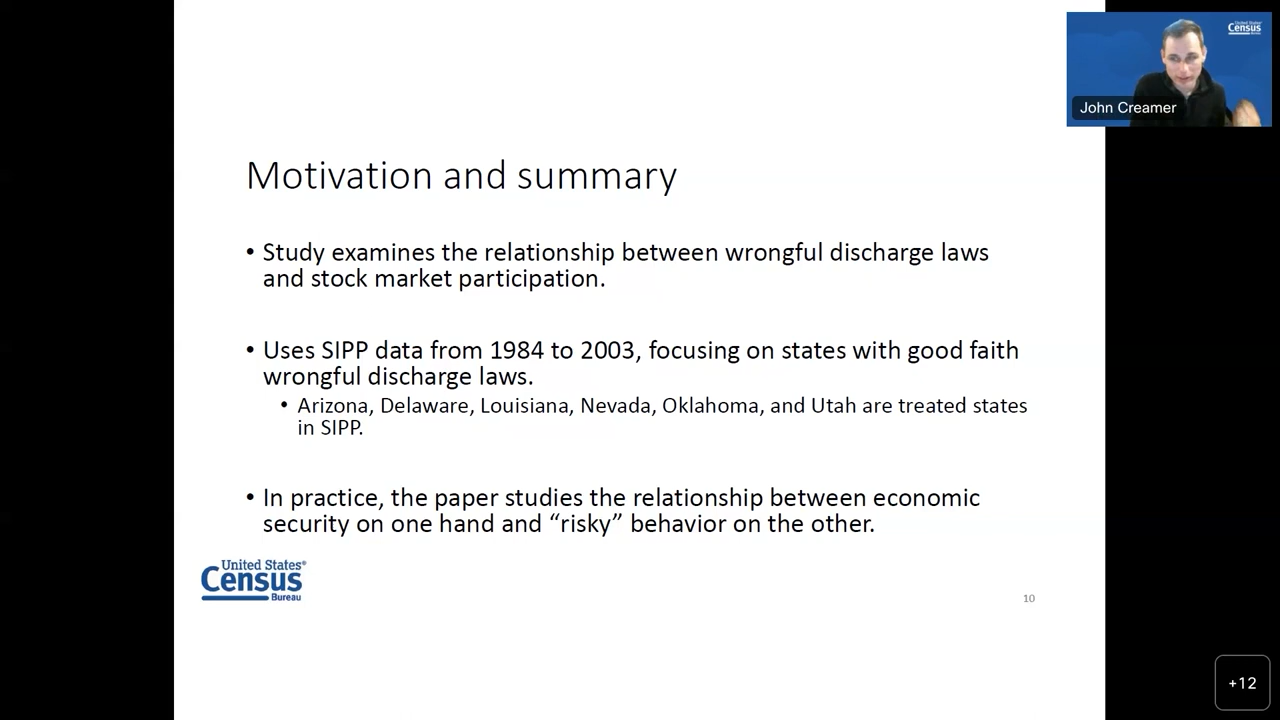 United States
Census
Bureau
John Creamer
Motivation and summary
• Study examines the relationship between wrongful discharge laws
and stock market participation.
• Uses SIPP data from 1984 to 2003, focusing on states with good faith
wrongful discharge laws.
• Arizona, Delaware, Louisiana, Nevada, Oklahoma, and Utah are treated states
in SIPP.
• In practice, the paper studies the relationship between economic
security on one hand and “risky” behavior on the other.
United States®
Census
Bureau
10
+12